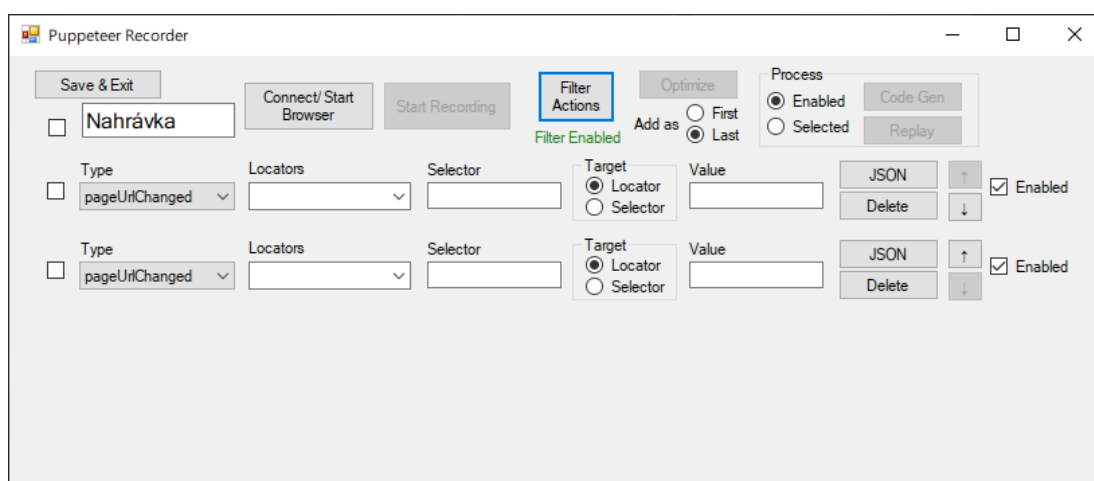 Puppeteer Recorder
Save & Exit
Nahrávka
Connect/ Start
Browser
Start Recording
Filter
Actions
Filter Enabled
Optimize
Add as
First
Last
Process
Enabled
Selected
Code Gen
Replay
Type
Locators
Selector
Target
Value
pageUrlChanged
Locator
Selector
JSON
Delete
↑
↓
Enabled
Type
Locators
Selector
Target
Value
pageUrlChanged
Locator
Selector
JSON
Delete
↑
↓
Enabled